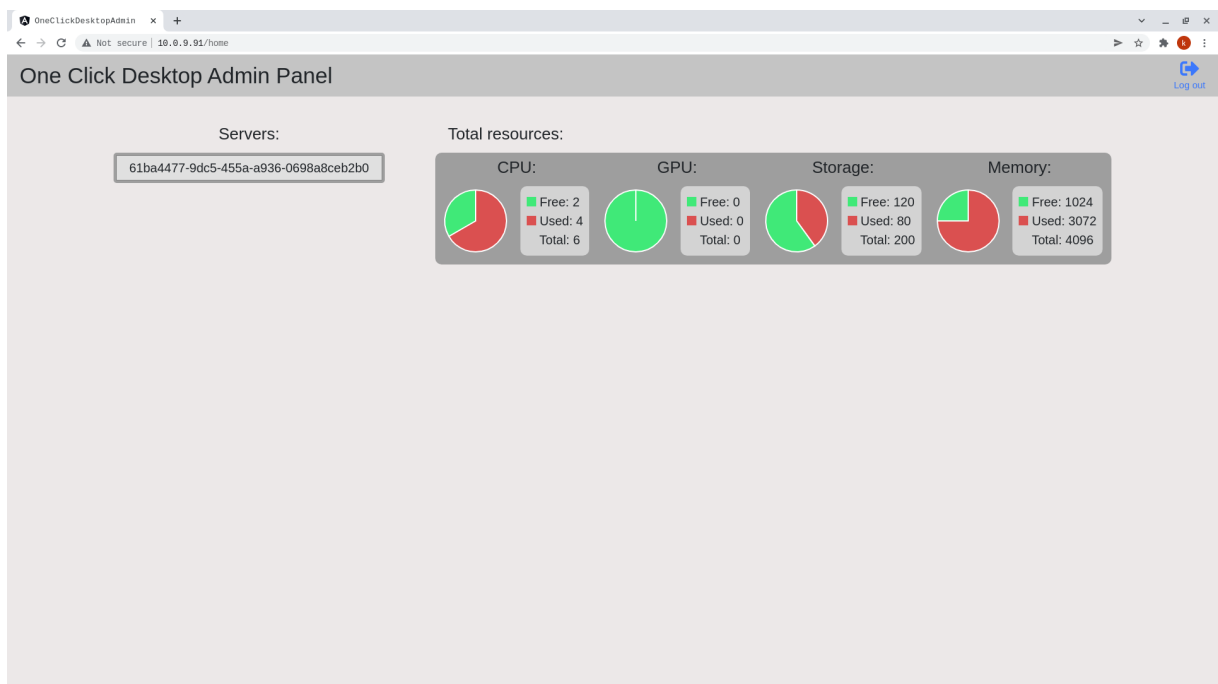 OneClickDesktopAdmin
Not secure 10.0.9.91/home
k
One Click Desktop Admin Panel
Log out
Servers:
61ba4477-9dc5-455a-a936-0698a8ceb2b0
Total resources:
CPU:
Free: 2
Used: 4
Total: 6
GPU:
Free: 0
Used: 0
Total: 0
Storage:
Free: 120
Used: 80
Total: 200
Memory:
Free: 1024
Used: 3072
Total: 4096